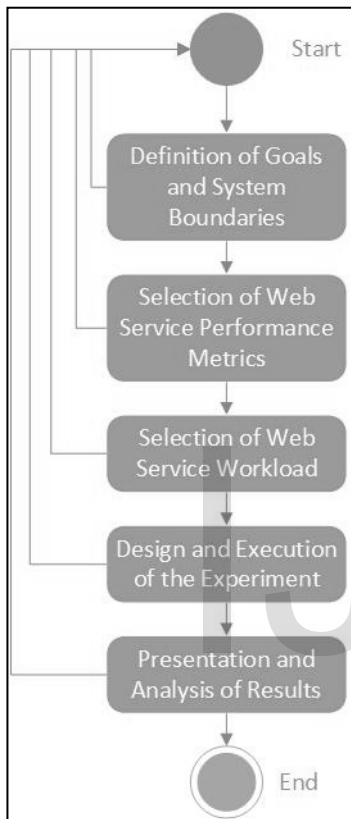 Start
Definition of Goals
and System
Boundaries
Selection of Web
Service Performance
Metrics
Selection of Web
Service Workload
Design and Execution
of the Experiment
Presentation and
Analysis of Results
End